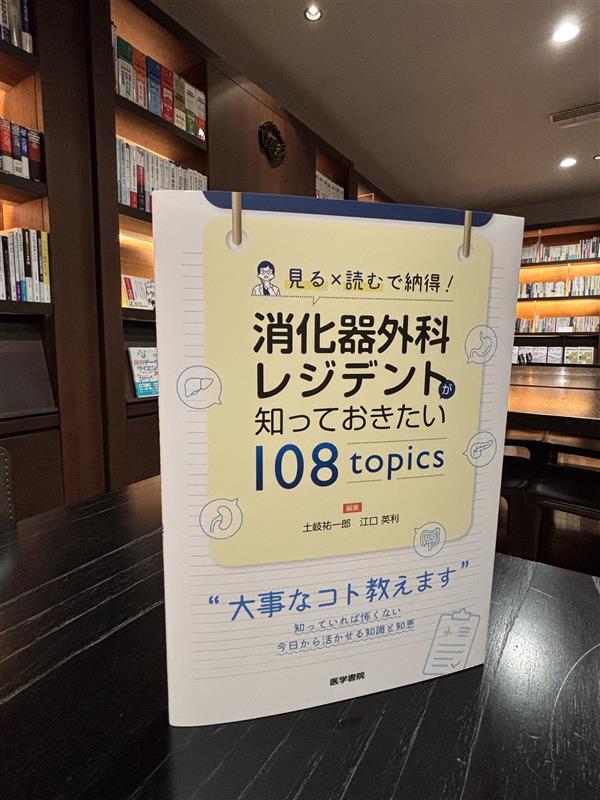 見る×読むで納得!
消化器外科
レジデントが
知っておきたい
108 topics
編集
土岐祐一郎 江口 英利
“大事なコト教えます”
知っていれば怖くない
今日から活かせる知識と知恵
医学書院